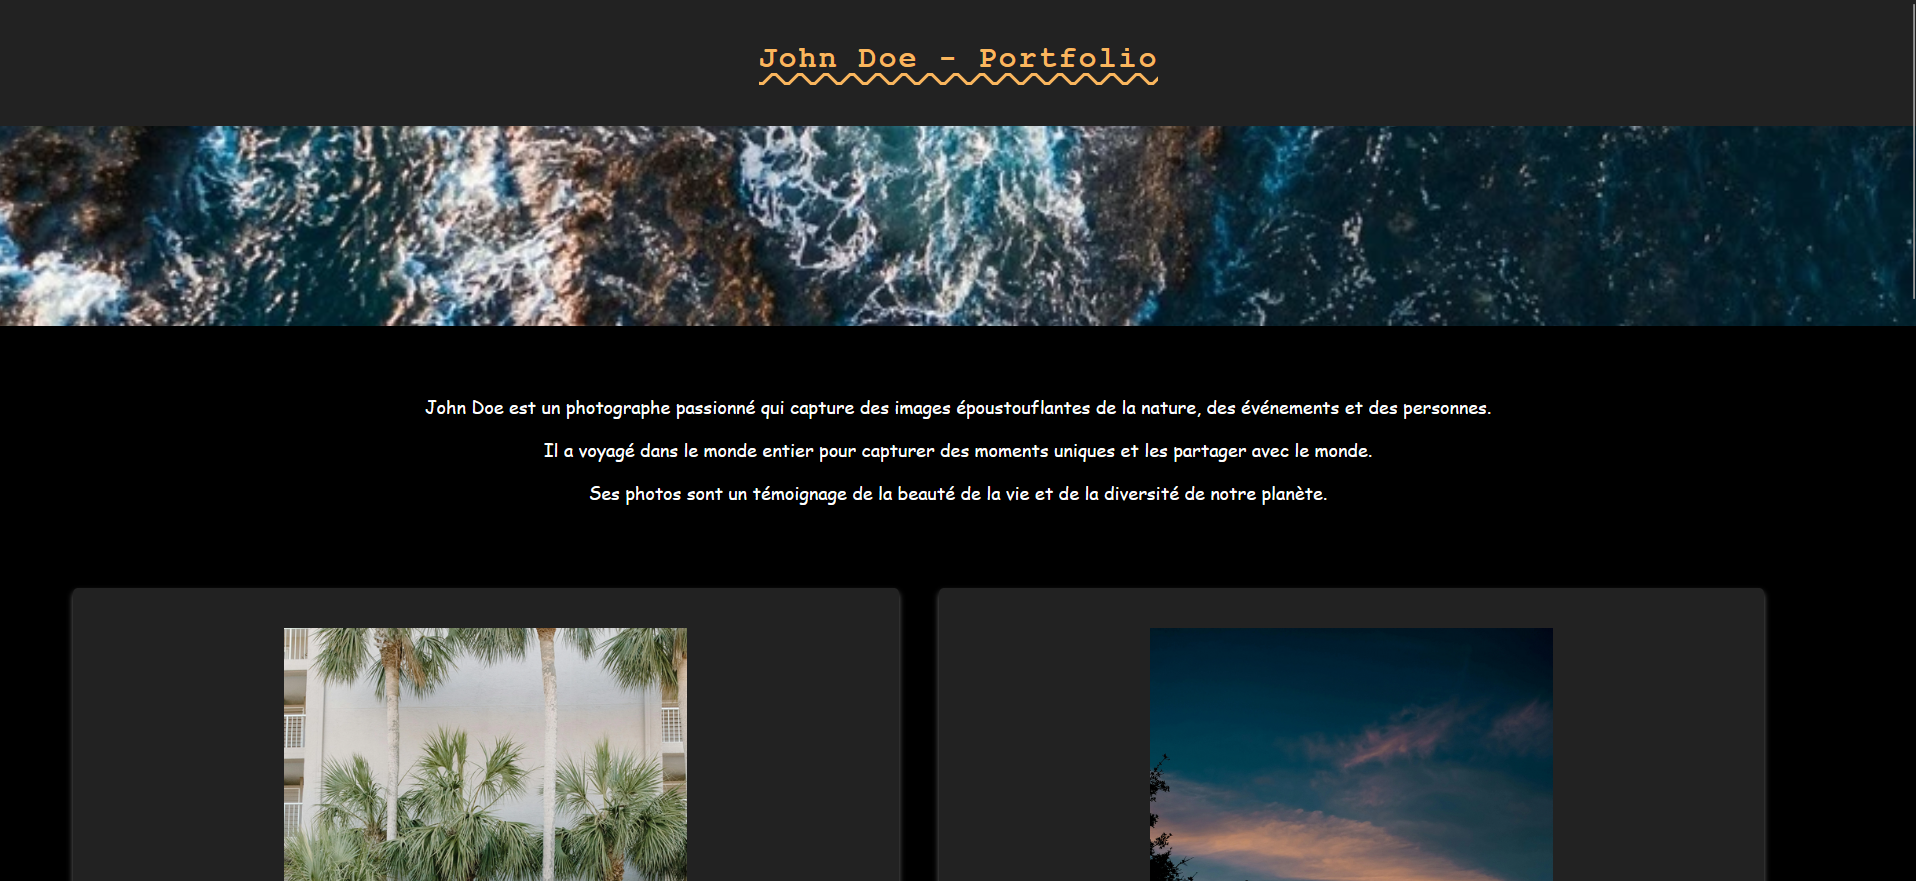 John Doe - Portfolio
John Doe est un photographe passionné qui capture des images époustouflantes de la nature, des événements et des personnes.
Il a voyagé dans le monde entier pour capturer des moments uniques et les partager avec le monde.
Ses photos sont un témoignage de la beauté de la vie et de la diversité de notre planète.